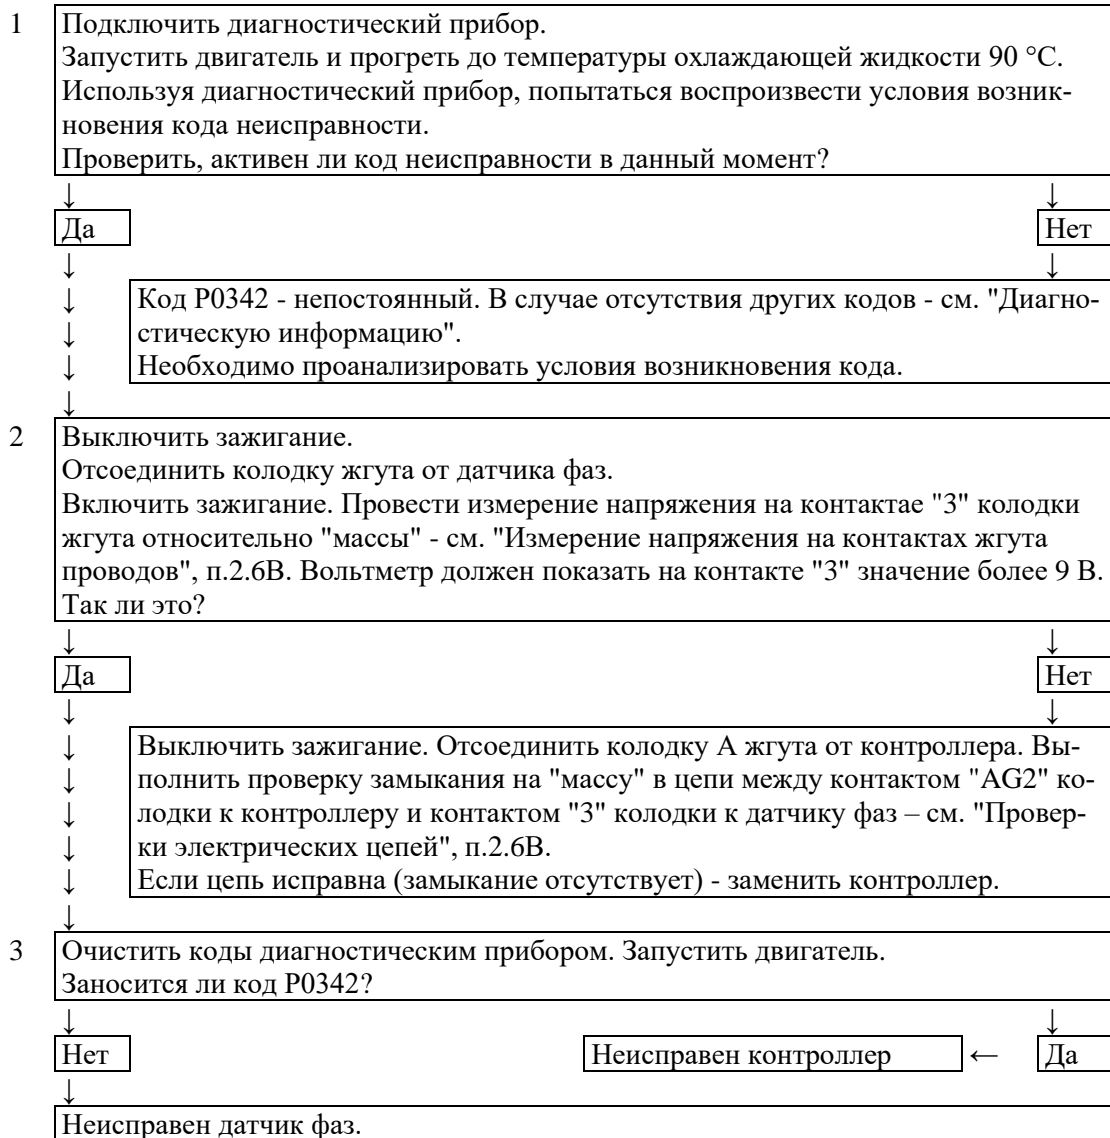 1 Подключить диагностический прибор.
Запустить двигатель и прогреть до температуры охлаждающей жидкости 90 °С.
Используя диагностический прибор, попытаться воспроизвести условия возник-
новения кода неисправности.
Проверить, активен ли код неисправности в данный момент?
↓ ↓
Да Нет
↓ ↓
↓ Код Р0342 - непостоянный. В случае отсутствия других кодов - см. "Диагно-
↓ стическую информацию".
↓ Необходимо проанализировать условия возникновения кода.
↓
2 Выключить зажигание.
Отсоединить колодку жгута от датчика фаз.
Включить зажигание. Провести измерение напряжения на контактае "3" колодки
жгута относительно "массы" - см. "Измерение напряжения на контактах жгута
проводов", п.2.6В. Вольтметр должен показать на контакте "3" значение более 9 В.
Так ли это?
↓ ↓
Да Нет
↓ ↓
↓ Выключить зажигание. Отсоединить колодку А жгута от контроллера. Вы-
↓ полнить проверку замыкания на "массу" в цепи между контактом "AG2" ко-
↓ лодки к контроллеру и контактом "3" колодки к датчику фаз – см. "Провер-
↓ ки электрических цепей", п.2.6В.
↓ Если цепь исправна (замыкание отсутствует) - заменить контроллер.
↓
3 Очистить коды диагностическим прибором. Запустить двигатель.
Заносится ли код Р0342?
↓ ↓
Нет Неисправен контроллер ← Да
↓
Неисправен датчик фаз.